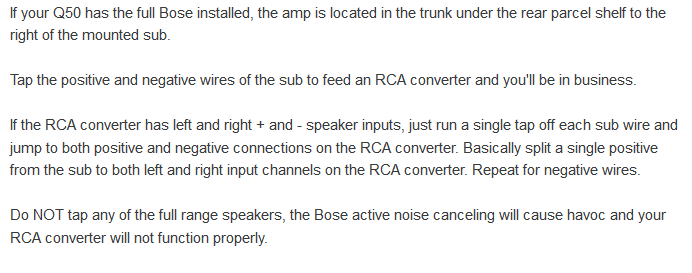 If your Q50 has the full Bose installed, the amp is located in the trunk under the rear parcel shelf to the
right of the mounted sub.
Tap the positive and negative wires of the sub to feed an RCA converter and you'll be in business.
If the RCA converter has left and right + and - speaker inputs, just run a single tap off each sub wire and
jump to both positive and negative connections on the RCA converter. Basically split a single positive
from the sub to both left and right input channels on the RCA converter. Repeat for negative wires.
Do NOT tap any of the full range speakers, the Bose active noise canceling will cause havoc and your
RCA converter will not function properly.